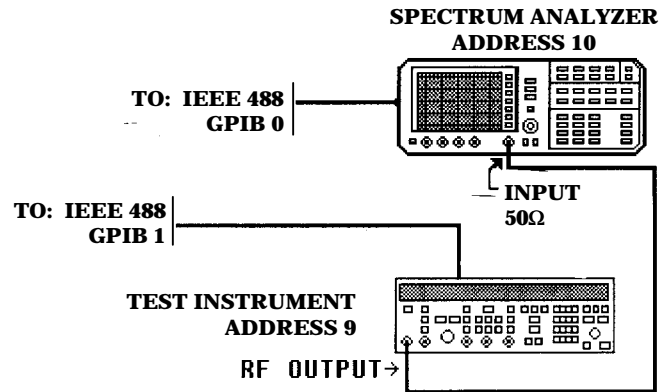 SPECTRUM ANALYZER
ADDRESS 10
TO: IEEE 488
GPIB 0
INPUT
50Ω
TO: IEEE 488
GPIB 1
TEST INSTRUMENT
ADDRESS 9
RF OUTPUT→